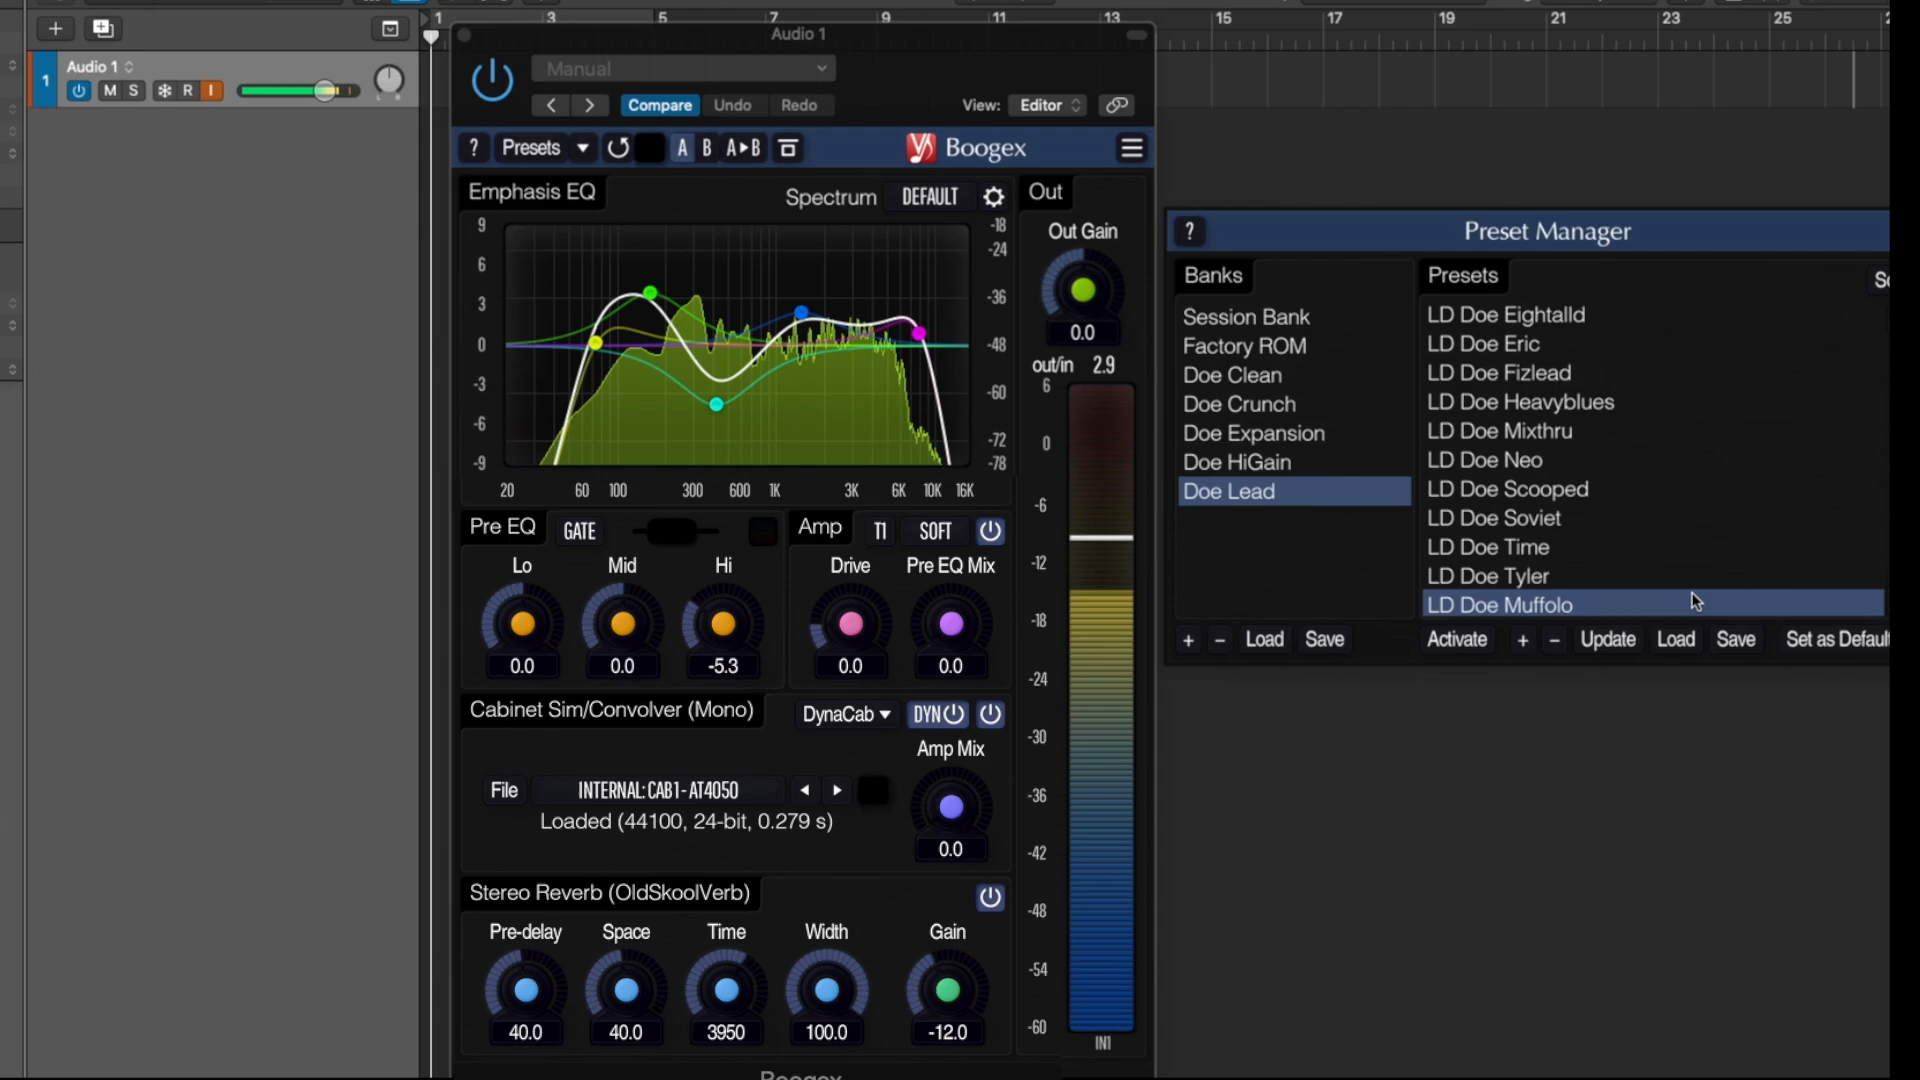 1 3 5 7 9 11 13 15 17 19 21 23 25
1 Audio 1
M S R I
L R
Audio 1
Manual
Compare Undo Redo View: Editor
? Presets A B A▸B Boogex
Emphasis EQ Spectrum DEFAULT
9
6
3
0
-3
-6
-9
-18
-24
-36
-48
-60
-72
-78
20 60 100 300 600 1K 3K 6K 10K 16K
Out
Out Gain
0.0
out/in 2.9
6
0
-6
-12
-18
-24
-30
-36
-42
-48
-54
-60
IN1
Pre EQ GATE
Lo Mid Hi
0.0 0.0 -5.3
Amp T1 SOFT
Drive Pre EQ Mix
0.0 0.0
Cabinet Sim/Convolver (Mono) DynaCab DYN
Amp Mix
File INTERNAL: CAB1 - AT4050
Loaded (44100, 24-bit, 0.279 s)
0.0
Stereo Reverb (OldSkoolVerb)
Pre-delay Space Time Width Gain
40.0 40.0 3950 100.0 -12.0
Boogex
? Preset Manager
Banks
Session Bank
Factory ROM
Doe Clean
Doe Crunch
Doe Expansion
Doe HiGain
Doe Lead
+ - Load Save
Presets
LD Doe Eightalld
LD Doe Eric
LD Doe Fizlead
LD Doe Heavyblues
LD Doe Mixthru
LD Doe Neo
LD Doe Scooped
LD Doe Soviet
LD Doe Time
LD Doe Tyler
LD Doe Muffolo
Activate + - Update Load Save Set as Default